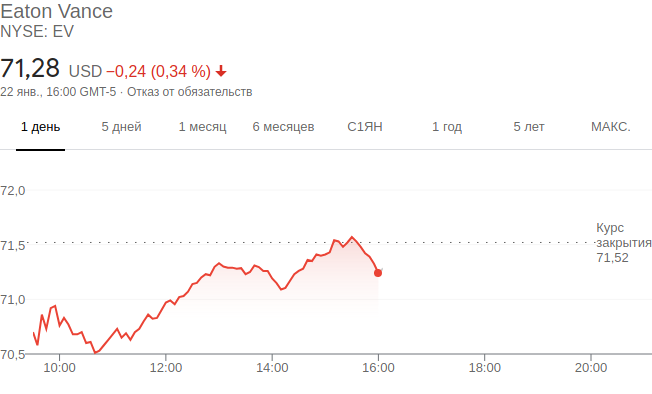 Eaton Vance
NYSE: EV
71,28 USD −0,24 (0,34 %)
22 янв., 16:00 GMT-5 · Отказ от обязательств
1 день 5 дней 1 месяц 6 месяцев С1ЯН 1 год 5 лет МАКС.
72,0
Курс
71,5 закрытия
71,52
71,0
70,5
10:00 12:00 14:00 16:00 18:00 20:00